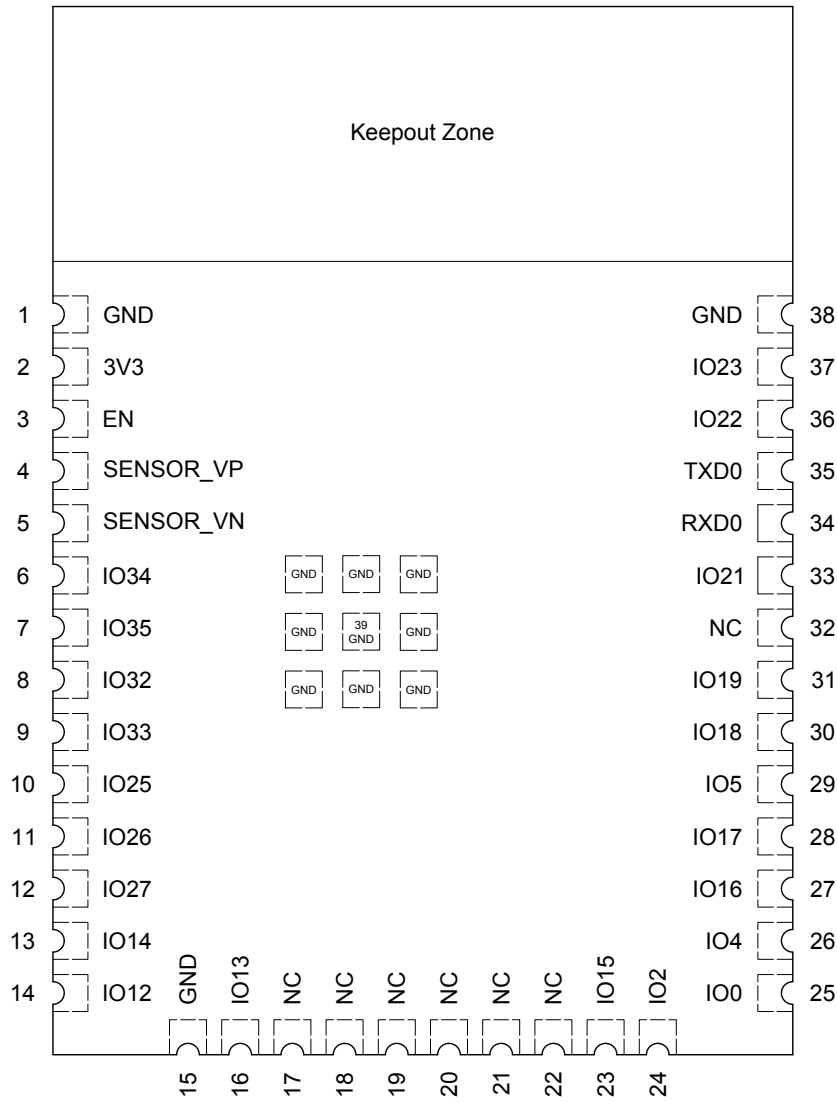 Keepout Zone
1 GND GND 38
2 3V3 IO23 37
3 EN IO22 36
4 SENSOR_VP TXD0 35
5 SENSOR_VN RXD0 34
6 IO34 GND GND GND IO21 33
7 IO35 GND 39 GND GND NC 32
8 IO32 GND GND GND IO19 31
9 IO33 IO18 30
10 IO25 IO5 29
11 IO26 IO17 28
12 IO27 IO16 27
13 IO14 IO4 26
14 IO12 GND IO13 NC NC NC NC NC NC IO15 IO2 IO0 25
15 16 17 18 19 20 21 22 23 24